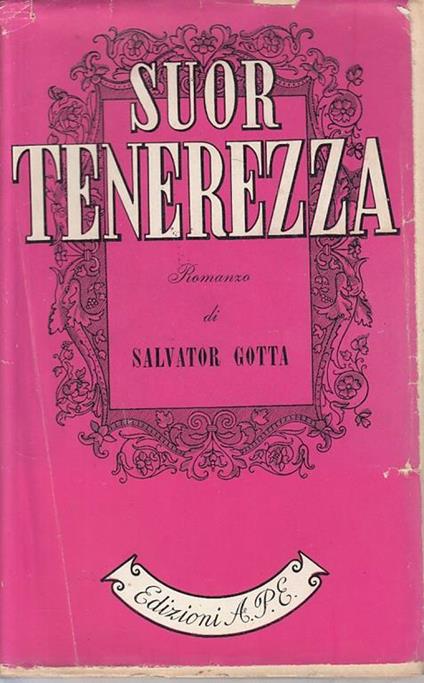 SUOR
TENEREZZA
Romanzo
di
SALVATOR GOTTA
Edizioni A.P.E.